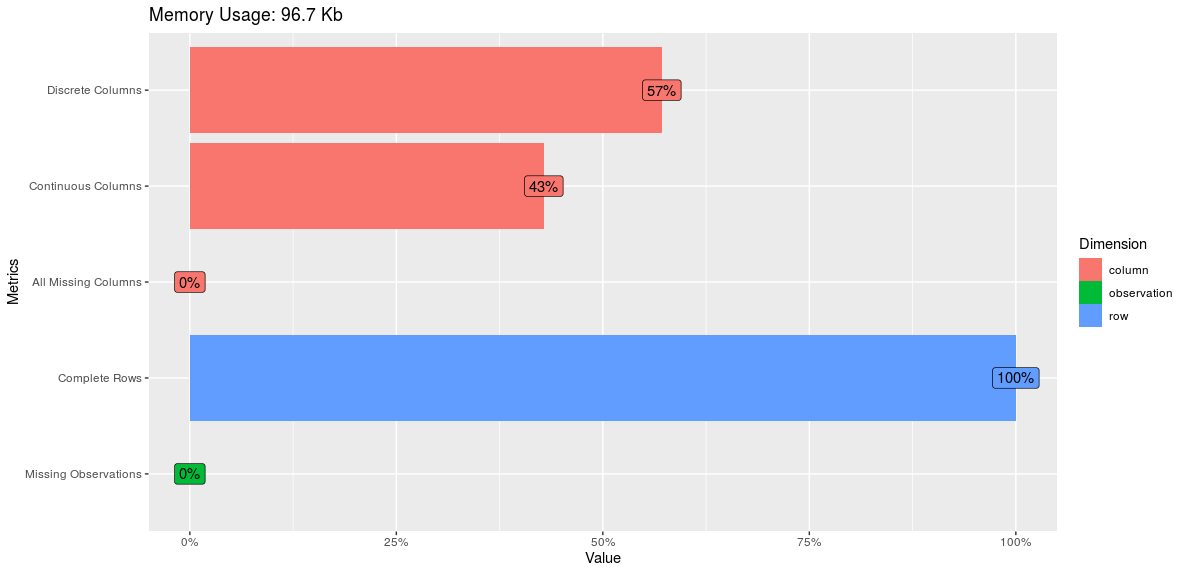 Memory Usage: 96.7 Kb
Metrics
Discrete Columns
57%
Continuous Columns
43%
All Missing Columns
0%
Complete Rows
100%
Missing Observations
0%
0%
25%
50%
75%
100%
Value
Dimension
column
observation
row